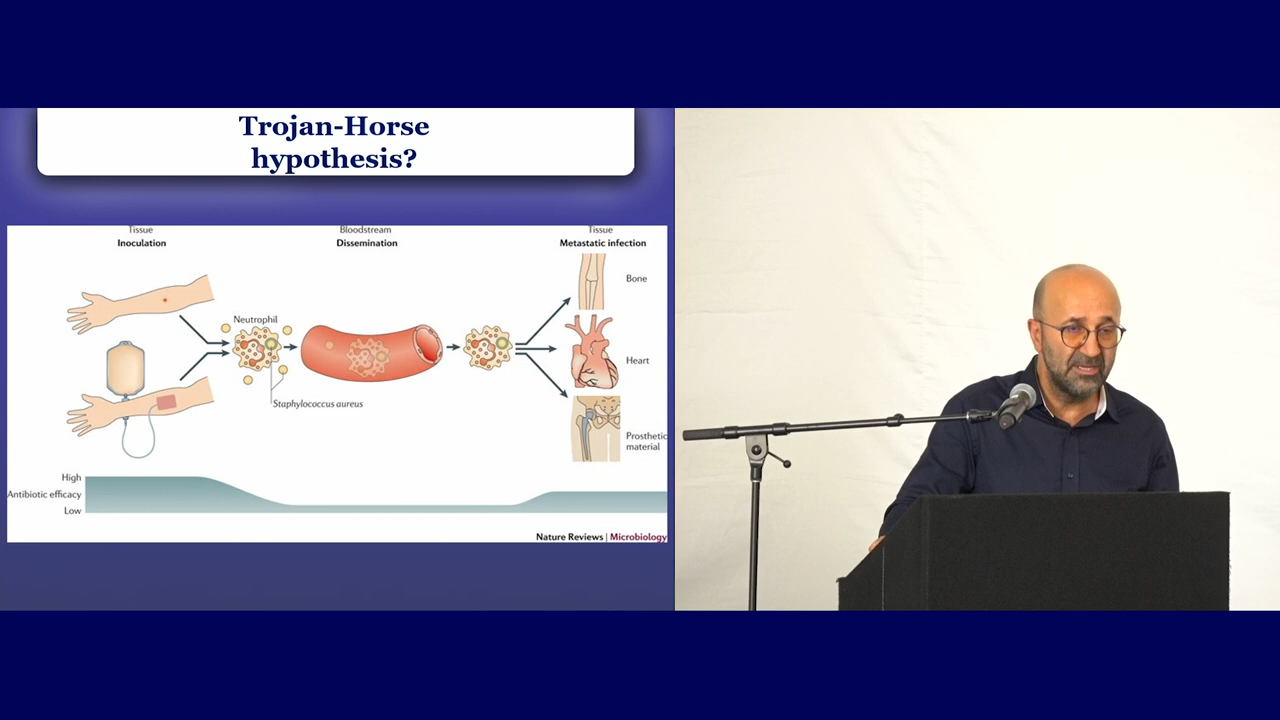 Trojan-Horse
hypothesis?
Tissue
Inoculation
Bloodstream
Dissemination
Tissue
Metastatic infection
Bone
Neutrophil
Heart
Staphylococcus aureus
Prosthetic
material
High
Antibiotic efficacy
Low
Nature Reviews | Microbiology